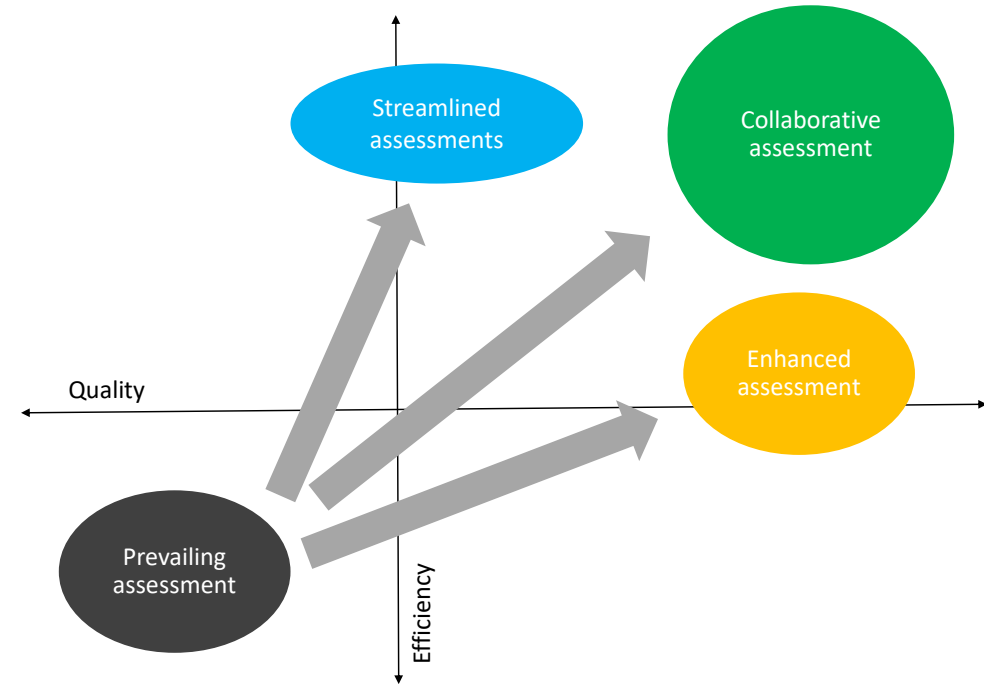 Streamlined
assessments
Collaborative
assessment
Enhanced
assessment
Quality
Prevailing
assessment
Efficiency